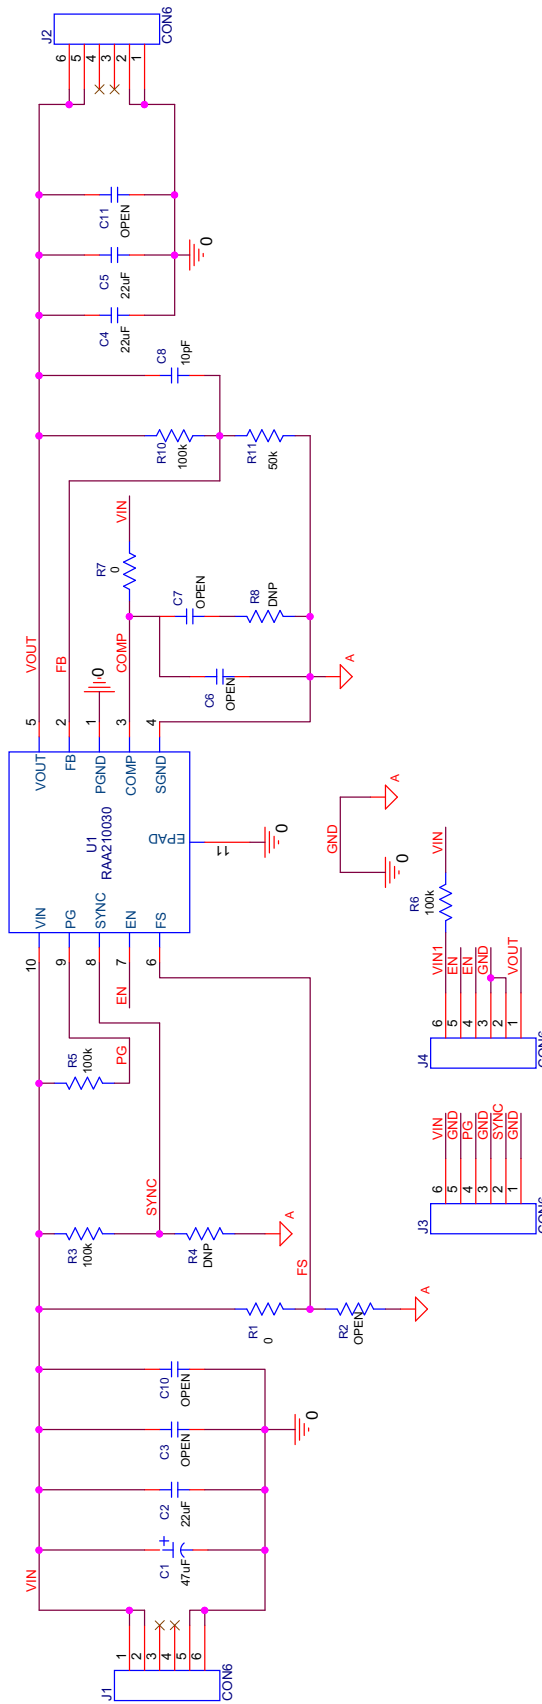 J1
CON6
1
2
3
4
5
6
VIN
C1
47uF
+
C2
22uF
C3
OPEN
C10
OPEN
0
R1
0
R2
OPEN
A
FS
R3
100k
R4
DNP
A
SYNC
R5
100k
PG
EN
10
9
8
7
6
VIN
PG
SYNC
EN
FS
U1
RAA210030
EPAD
11
0
VOUT
FB
PGND
COMP
SGND
5
2
1
3
4
VOUT
FB
0
COMP
C6
OPEN
A
C7
OPEN
R8
DNP
R7
0
VIN
R10
100k
R11
50k
C8
10pF
C4
22uF
C5
22uF
C11
OPEN
0
J2
CON6
6
5
4
3
2
1
J3
CON6
6
5
4
3
2
1
VIN
GND
PG
GND
SYNC
GND
J4
CON6
6
5
4
3
2
1
VIN1
EN
EN
GND
VOUT
R6
100k
VIN
GND
0
A